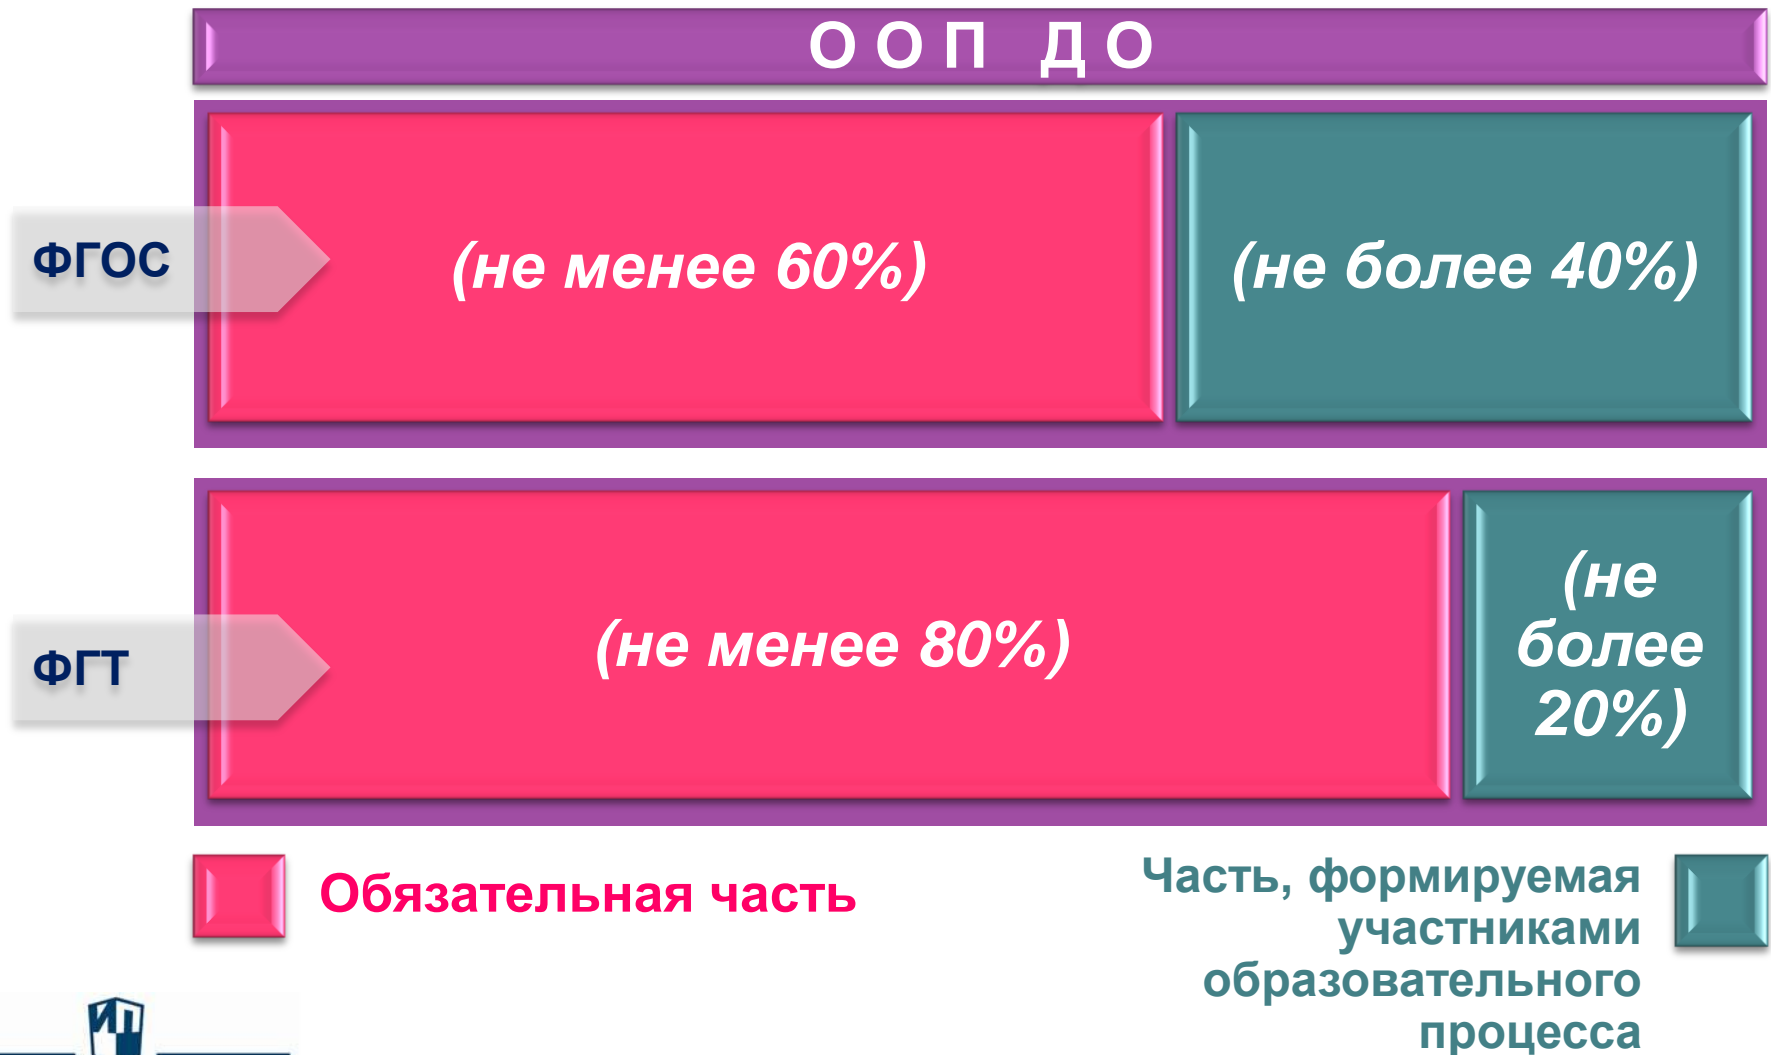 О О П Д О
ФГОС
(не менее 60%)
(не более 40%)
ФГТ
(не менее 80%)
(не
более
20%)
Обязательная часть
Часть, формируемая
участниками
образовательного
процесса
ИП